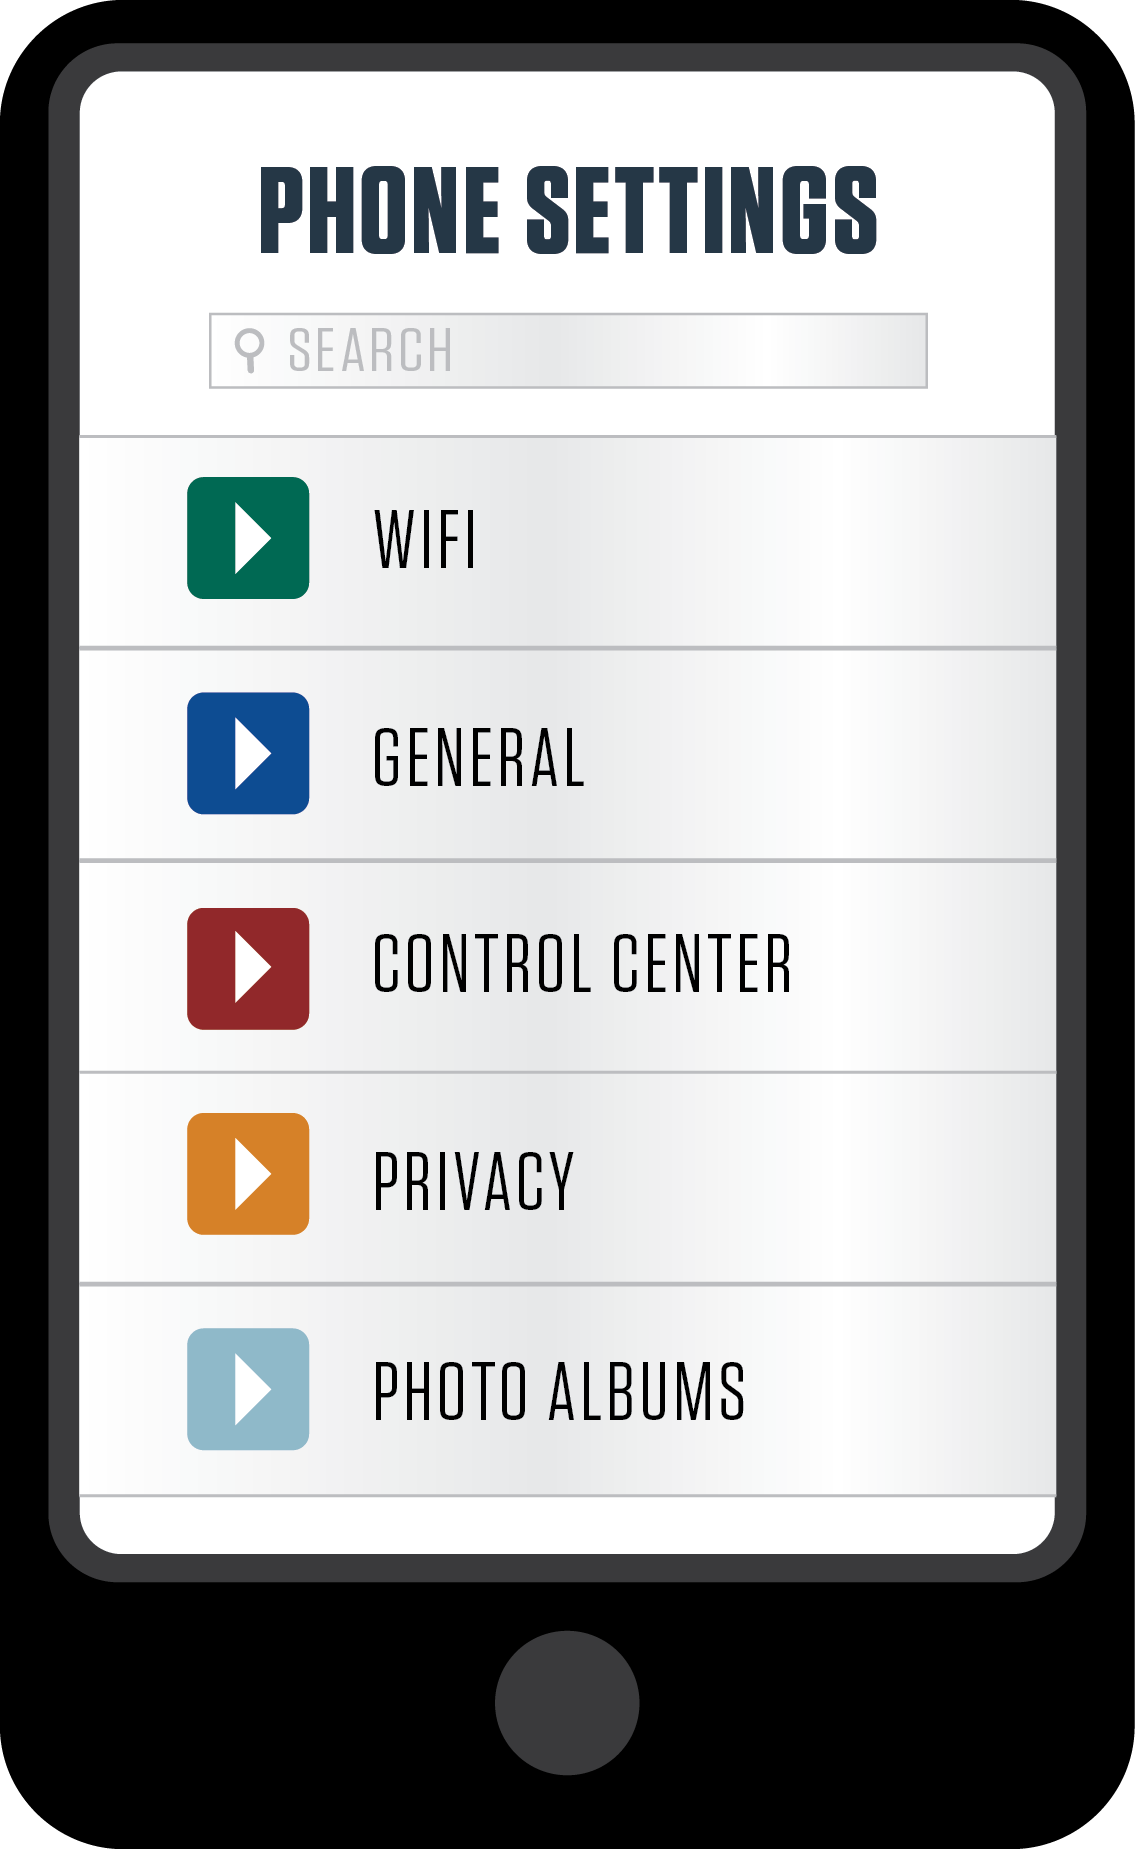 PHONE SETTINGS
SEARCH
WIFI
GENERAL
CONTROL CENTER
PRIVACY
PHOTO ALBUMS